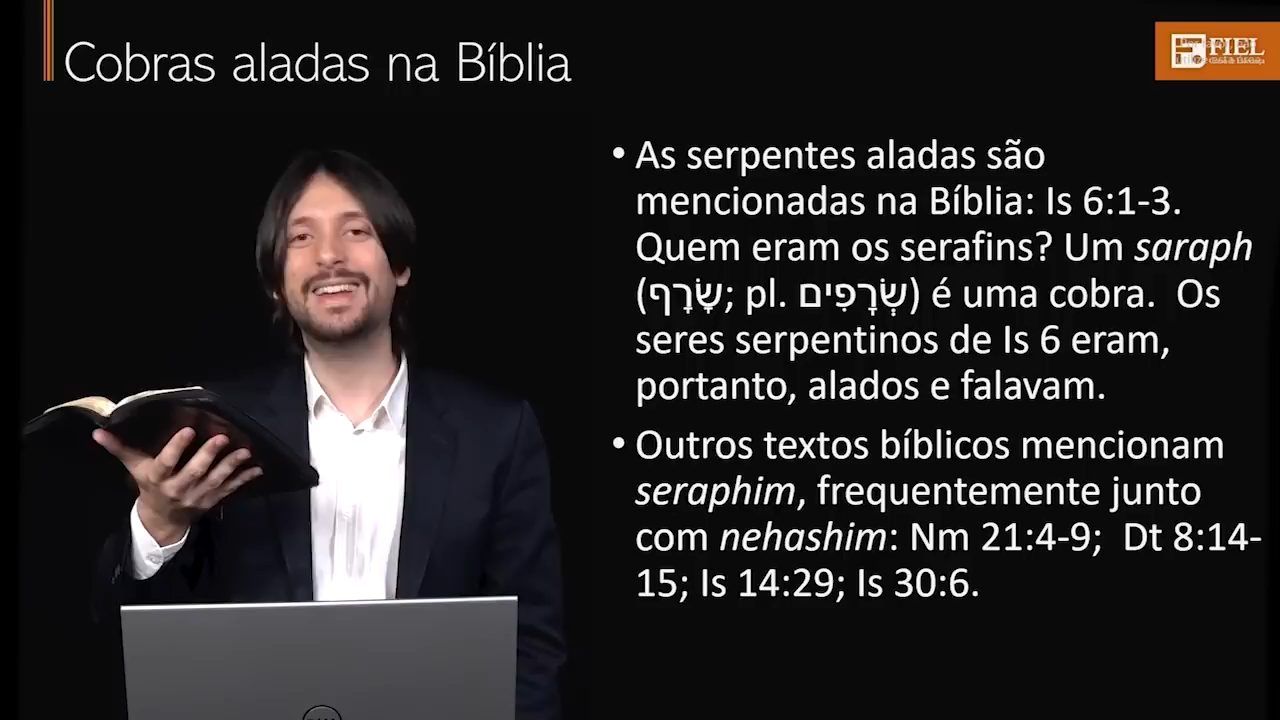 Cobras aladas na Bíblia
FIEL
• As serpentes aladas são
mencionadas na Bíblia: Is 6:1-3.
Quem eram os serafins? Um saraph
(שָׂרָף; pl. שְׂרָפִים) é uma cobra. Os
seres serpentinos de Is 6 eram,
portanto, alados e falavam.
• Outros textos bíblicos mencionam
seraphim, frequentemente junto
com nehashim: Nm 21:4-9; Dt 8:14-
15; Is 14:29; Is 30:6.